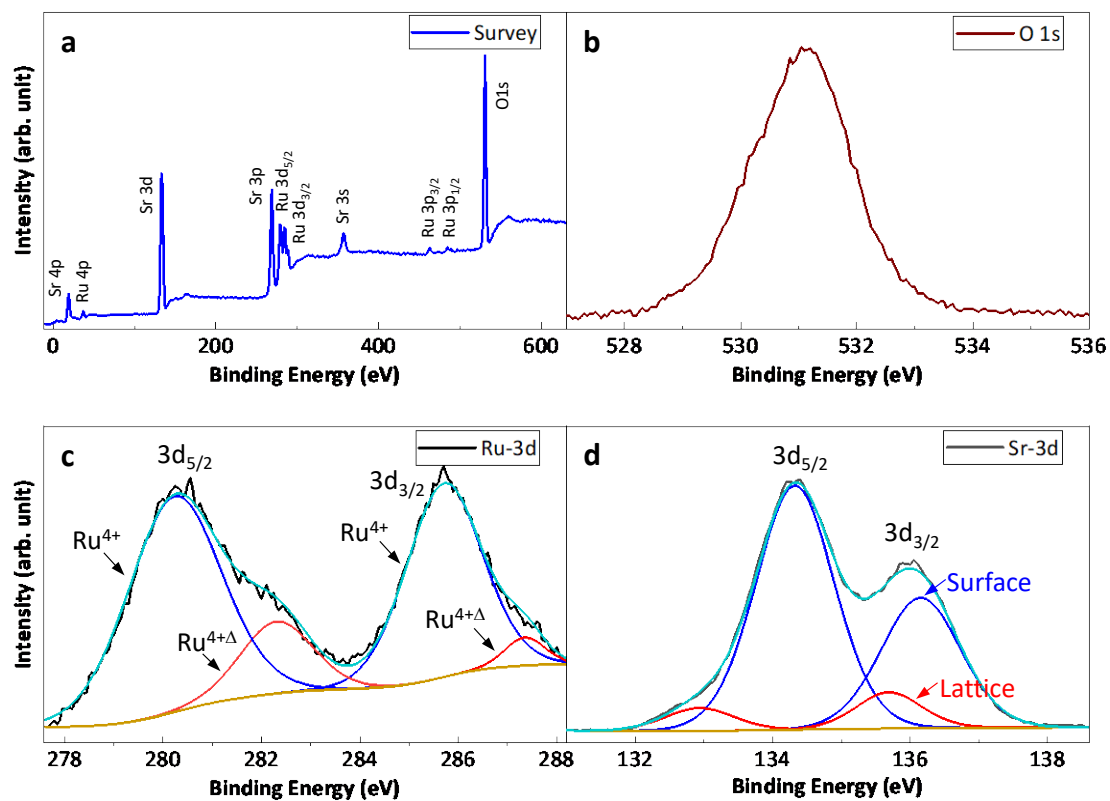 a
Survey
Intensity (arb. unit)
Sr 4p
Ru 4p
Sr 3d
Sr 3p
Ru 3d5/2
Ru 3d3/2
Sr 3s
Ru 3p3/2
Ru 3p1/2
O1s
0 200 400 600
Binding Energy (eV)
b
O 1s
528 530 532 534 536
Binding Energy (eV)
c
Ru-3d
Intensity (arb. unit)
3d5/2
3d3/2
Ru4+
Ru4+Δ
Ru4+
Ru4+Δ
278 280 282 284 286 288
Binding Energy (eV)
d
Sr-3d
3d5/2
3d3/2
Surface
Lattice
132 134 136 138
Binding Energy (eV)